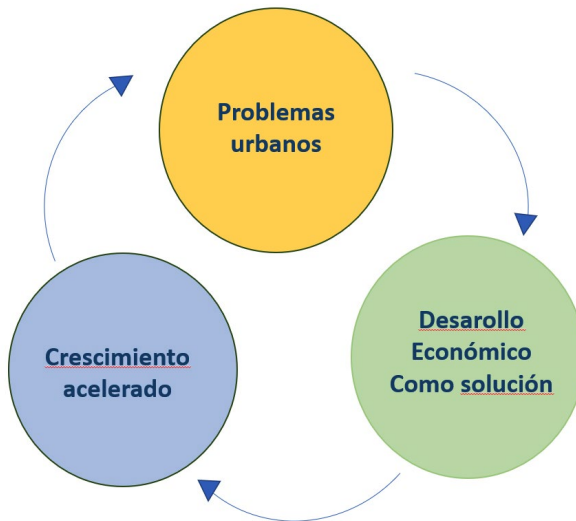 Problemas
urbanos
Desarollo
Económico
Como solución
Crescimiento
acelerado